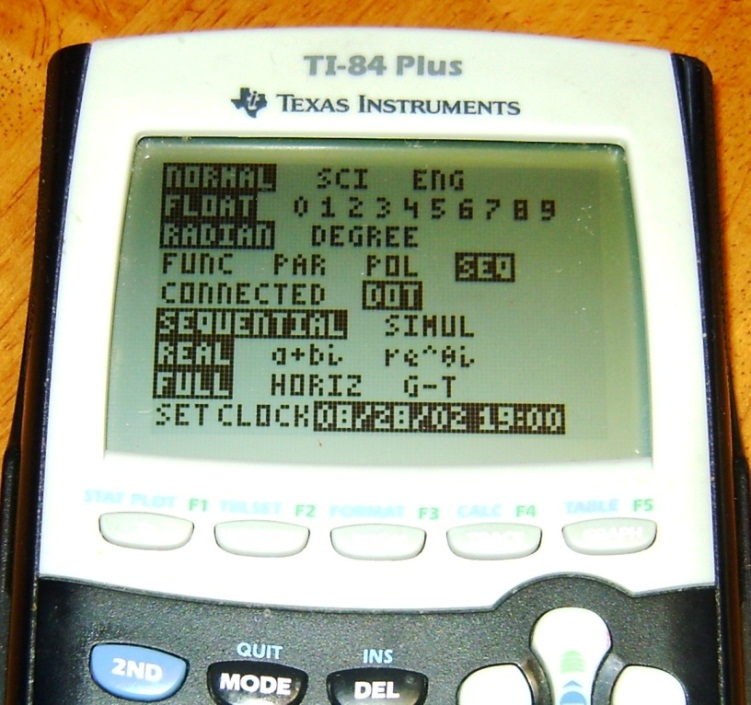 TI-84 Plus
TEXAS INSTRUMENTS
NORMAL SCI ENG
FLOAT 0 1 2 3 4 5 6 7 8 9
RADIAN DEGREE
FUNC PAR POL SEQ
CONNECTED DOT
SEQUENTIAL SIMUL
REAL a+bi re^θi
FULL HORIZ G-T
SET CLOCK 08/28/02 19:00
STAT PLOT F1 TBLSET F2 FORMAT F3 CALC F4 TABLE F5
TRACE GRAPH
QUIT INS
2ND MODE DEL